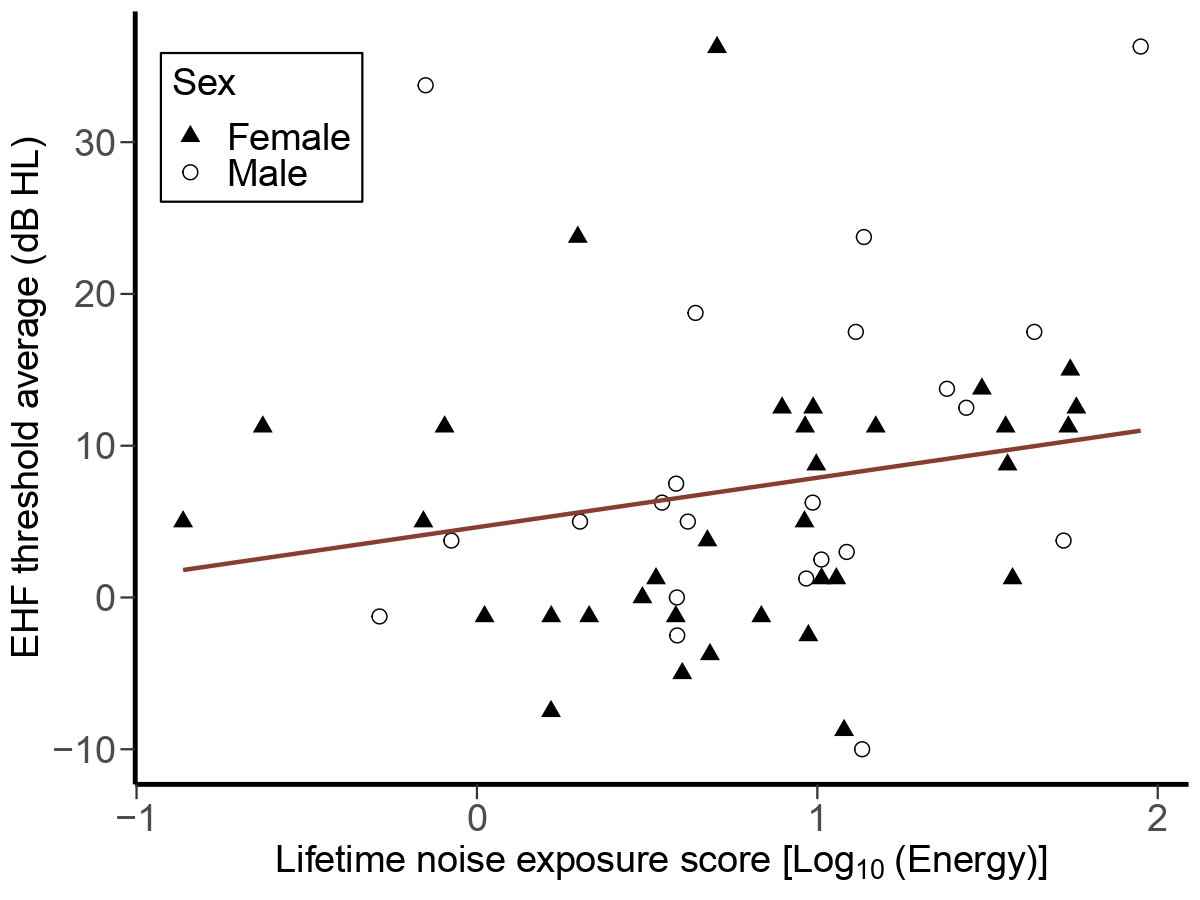 Sex
Female
Male
30
20
10
0
−10
EHF threshold average (dB HL)
−1 0 1 2
Lifetime noise exposure score [Log10 (Energy)]